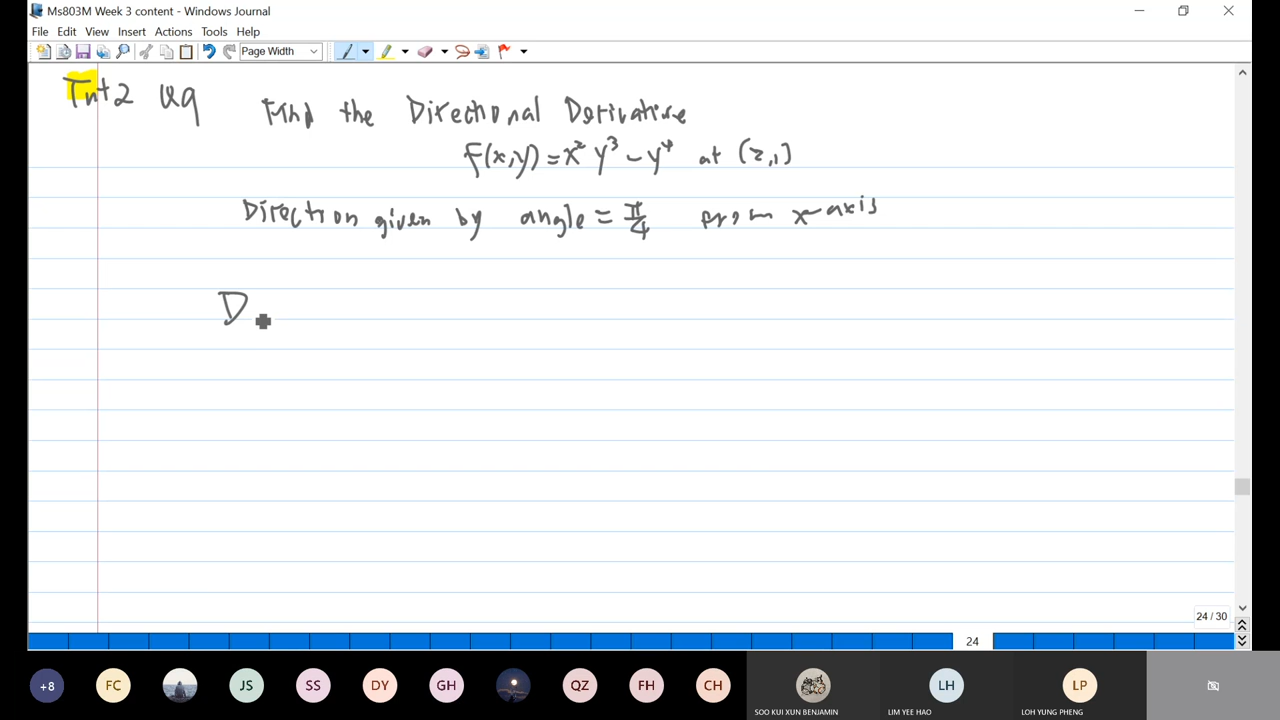 Ms803M Week 3 content - Windows Journal
File Edit View Insert Actions Tools Help
Page Width
Tut2 Q9 Find the Directional Derivative
F(x,y) = x² y³ - y⁴ at (2,1)
Direction given by angle = π/4 from x-axis
D
24 / 30
24
+8 FC JS SS DY GH QZ FH CH LH LP
SOO KUI XUN BENJAMIN LIM YEE HAO LOH YUNG PHENG